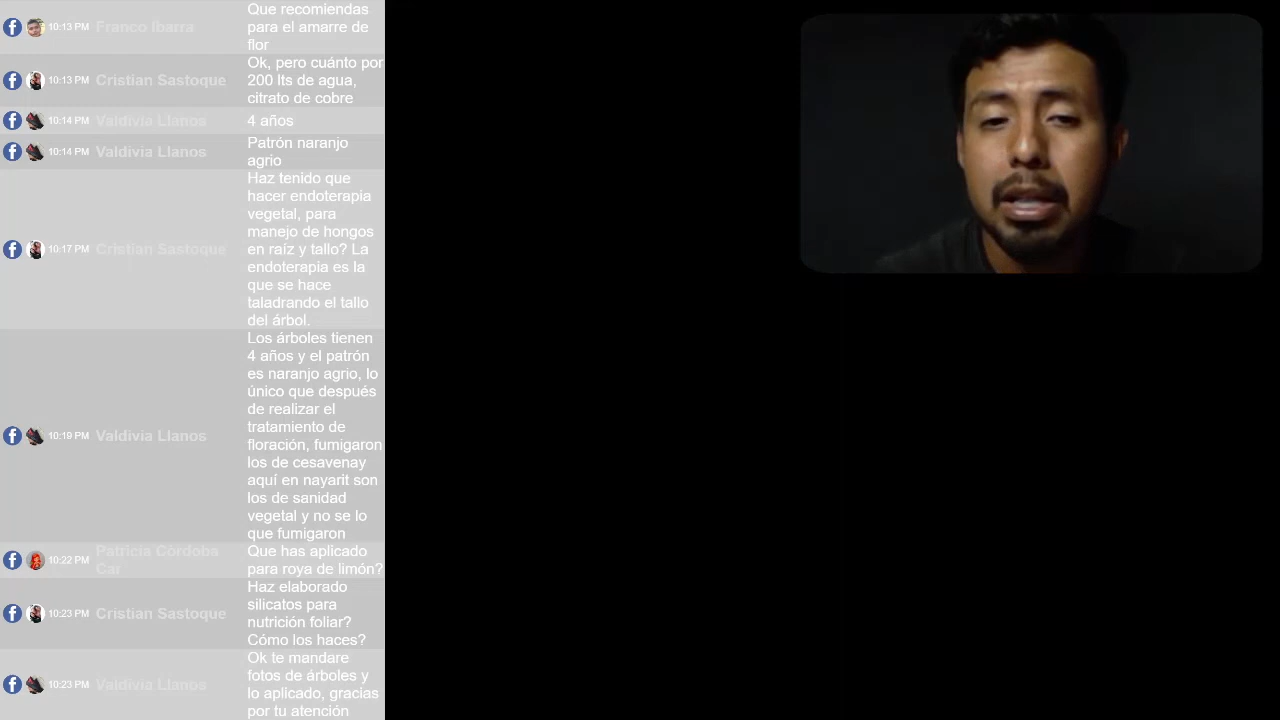 Que recomiendas
10:13 PM Franco Ibarra para el amarre de
flor
Ok, pero cuánto por
10:13 PM Cristian Sastoque 200 lts de agua,
citrato de cobre
10:14 PM Valdivia Llanos 4 años
Patrón naranjo
10:14 PM Valdivia Llanos agrio
Haz tenido que
hacer endoterapia
vegetal, para
manejo de hongos
10:17 PM Cristian Sastoque en raíz y tallo? La
endoterapia es la
que se hace
taladrando el tallo
del árbol.
Los árboles tienen
4 años y el patrón
es naranjo agrio, lo
único que después
de realizar el
tratamiento de
10:19 PM Valdivia Llanos floración, fumigaron
los de cesavenay
aquí en nayarit son
los de sanidad
vegetal y no se lo
que fumigaron
Patricia Córdoba Que has aplicado
10:22 PM Car para roya de limón?
Haz elaborado
silicatos para
10:23 PM Cristian Sastoque nutrición foliar?
Cómo los haces?
Ok te mandare
fotos de árboles y
10:23 PM Valdivia Llanos lo aplicado, gracias
por tu atención